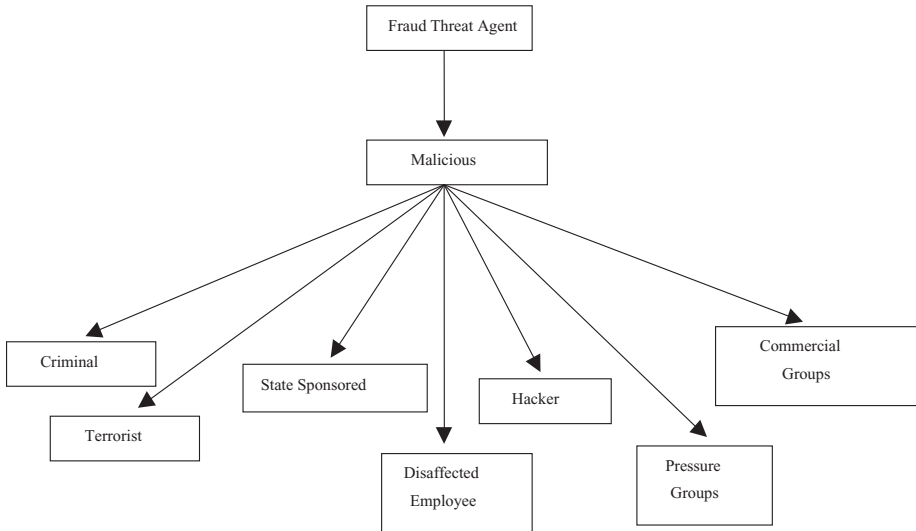 Fraud Threat Agent
Malicious
Criminal
Terrorist
State Sponsored
Disaffected
Employee
Hacker
Pressure
Groups
Commercial
Groups